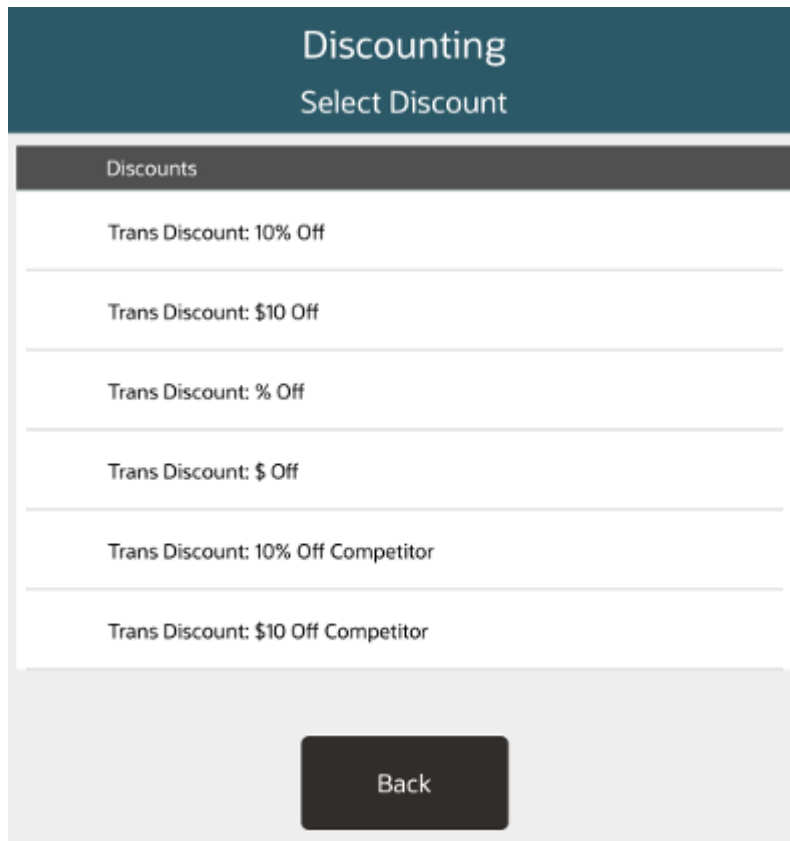 Discounting
Select Discount
Discounts
Trans Discount: 10% Off
Trans Discount: $10 Off
Trans Discount: % Off
Trans Discount: $ Off
Trans Discount: 10% Off Competitor
Trans Discount: $10 Off Competitor
Back